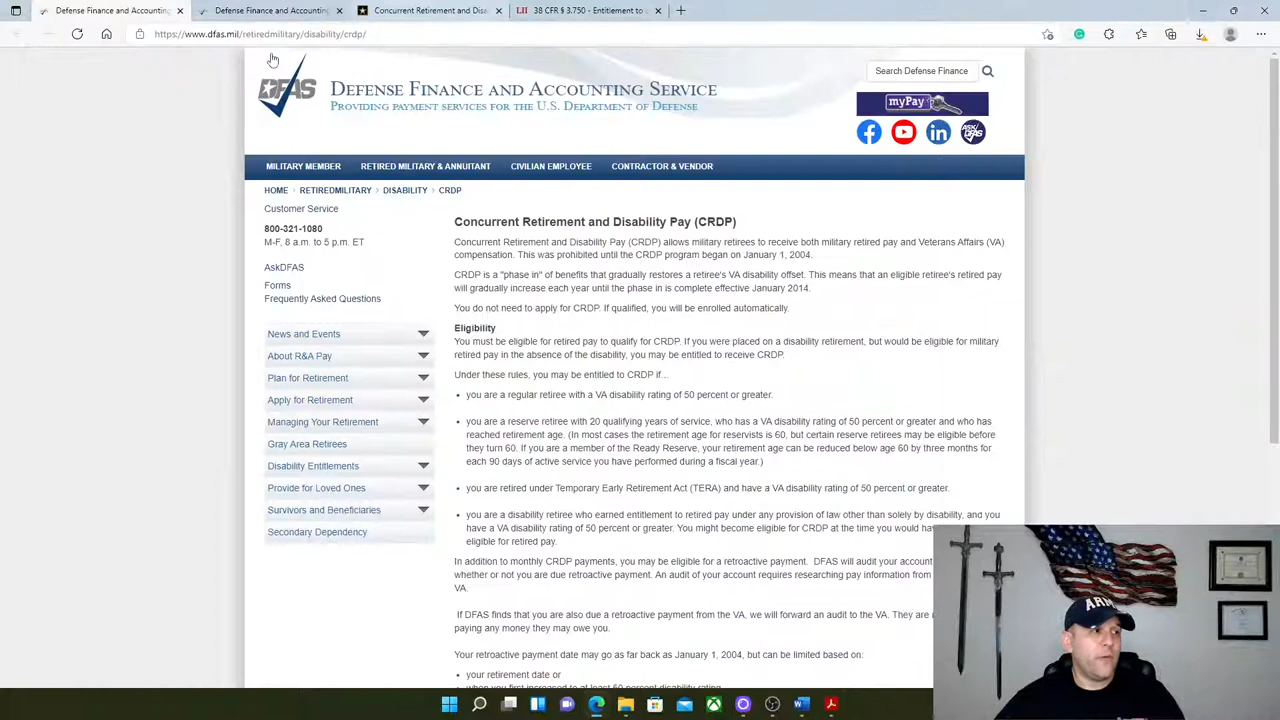 Defense Finance and Accounting
Defense Finance and Accounting
Concurrent Retirement and Disa
LII 38 CFR § 3.750 - Entitlement to c
https://www.dfas.mil/retiredmilitary/disability/crdp/
DFAS
DEFENSE FINANCE AND ACCOUNTING SERVICE
PROVIDING PAYMENT SERVICES FOR THE U.S. DEPARTMENT OF DEFENSE
Search Defense Finance
myPay
ASK/DFAS
MILITARY MEMBER RETIRED MILITARY & ANNUITANT CIVILIAN EMPLOYEE CONTRACTOR & VENDOR
HOME > RETIREDMILITARY > DISABILITY > CRDP
Customer Service
800-321-1080
M-F, 8 a.m. to 5 p.m. ET
AskDFAS
Forms
Frequently Asked Questions
News and Events
About R&A Pay
Plan for Retirement
Apply for Retirement
Managing Your Retirement
Gray Area Retirees
Disability Entitlements
Provide for Loved Ones
Survivors and Beneficiaries
Secondary Dependency
Concurrent Retirement and Disability Pay (CRDP)
Concurrent Retirement and Disability Pay (CRDP) allows military retirees to receive both military retired pay and Veterans Affairs (VA)
compensation. This was prohibited until the CRDP program began on January 1, 2004.
CRDP is a "phase in" of benefits that gradually restores a retiree's VA disability offset. This means that an eligible retiree's retired pay
will gradually increase each year until the phase in is complete effective January 2014.
You do not need to apply for CRDP. If qualified, you will be enrolled automatically.
Eligibility
You must be eligible for retired pay to qualify for CRDP. If you were placed on a disability retirement, but would be eligible for military
retired pay in the absence of the disability, you may be entitled to receive CRDP.
Under these rules, you may be entitled to CRDP if...
• you are a regular retiree with a VA disability rating of 50 percent or greater.
• you are a reserve retiree with 20 qualifying years of service, who has a VA disability rating of 50 percent or greater and who has
reached retirement age. (In most cases the retirement age for reservists is 60, but certain reserve retirees may be eligible before
they turn 60. If you are a member of the Ready Reserve, your retirement age can be reduced below age 60 by three months for
each 90 days of active service you have performed during a fiscal year.)
• you are retired under Temporary Early Retirement Act (TERA) and have a VA disability rating of 50 percent or greater.
• you are a disability retiree who earned entitlement to retired pay under any provision of law other than solely by disability, and you
have a VA disability rating of 50 percent or greater. You might become eligible for CRDP at the time you would hav
eligible for retired pay.
In addition to monthly CRDP payments, you may be eligible for a retroactive payment. DFAS will audit your account
whether or not you are due retroactive payment. An audit of your account requires researching pay information from
VA.
If DFAS finds that you are also due a retroactive payment from the VA, we will forward an audit to the VA. They are
paying any money they may owe you.
Your retroactive payment date may go as far back as January 1, 2004, but can be limited based on:
• your retirement date or
• when you first increased to at least 50 percent disability rating
ARM